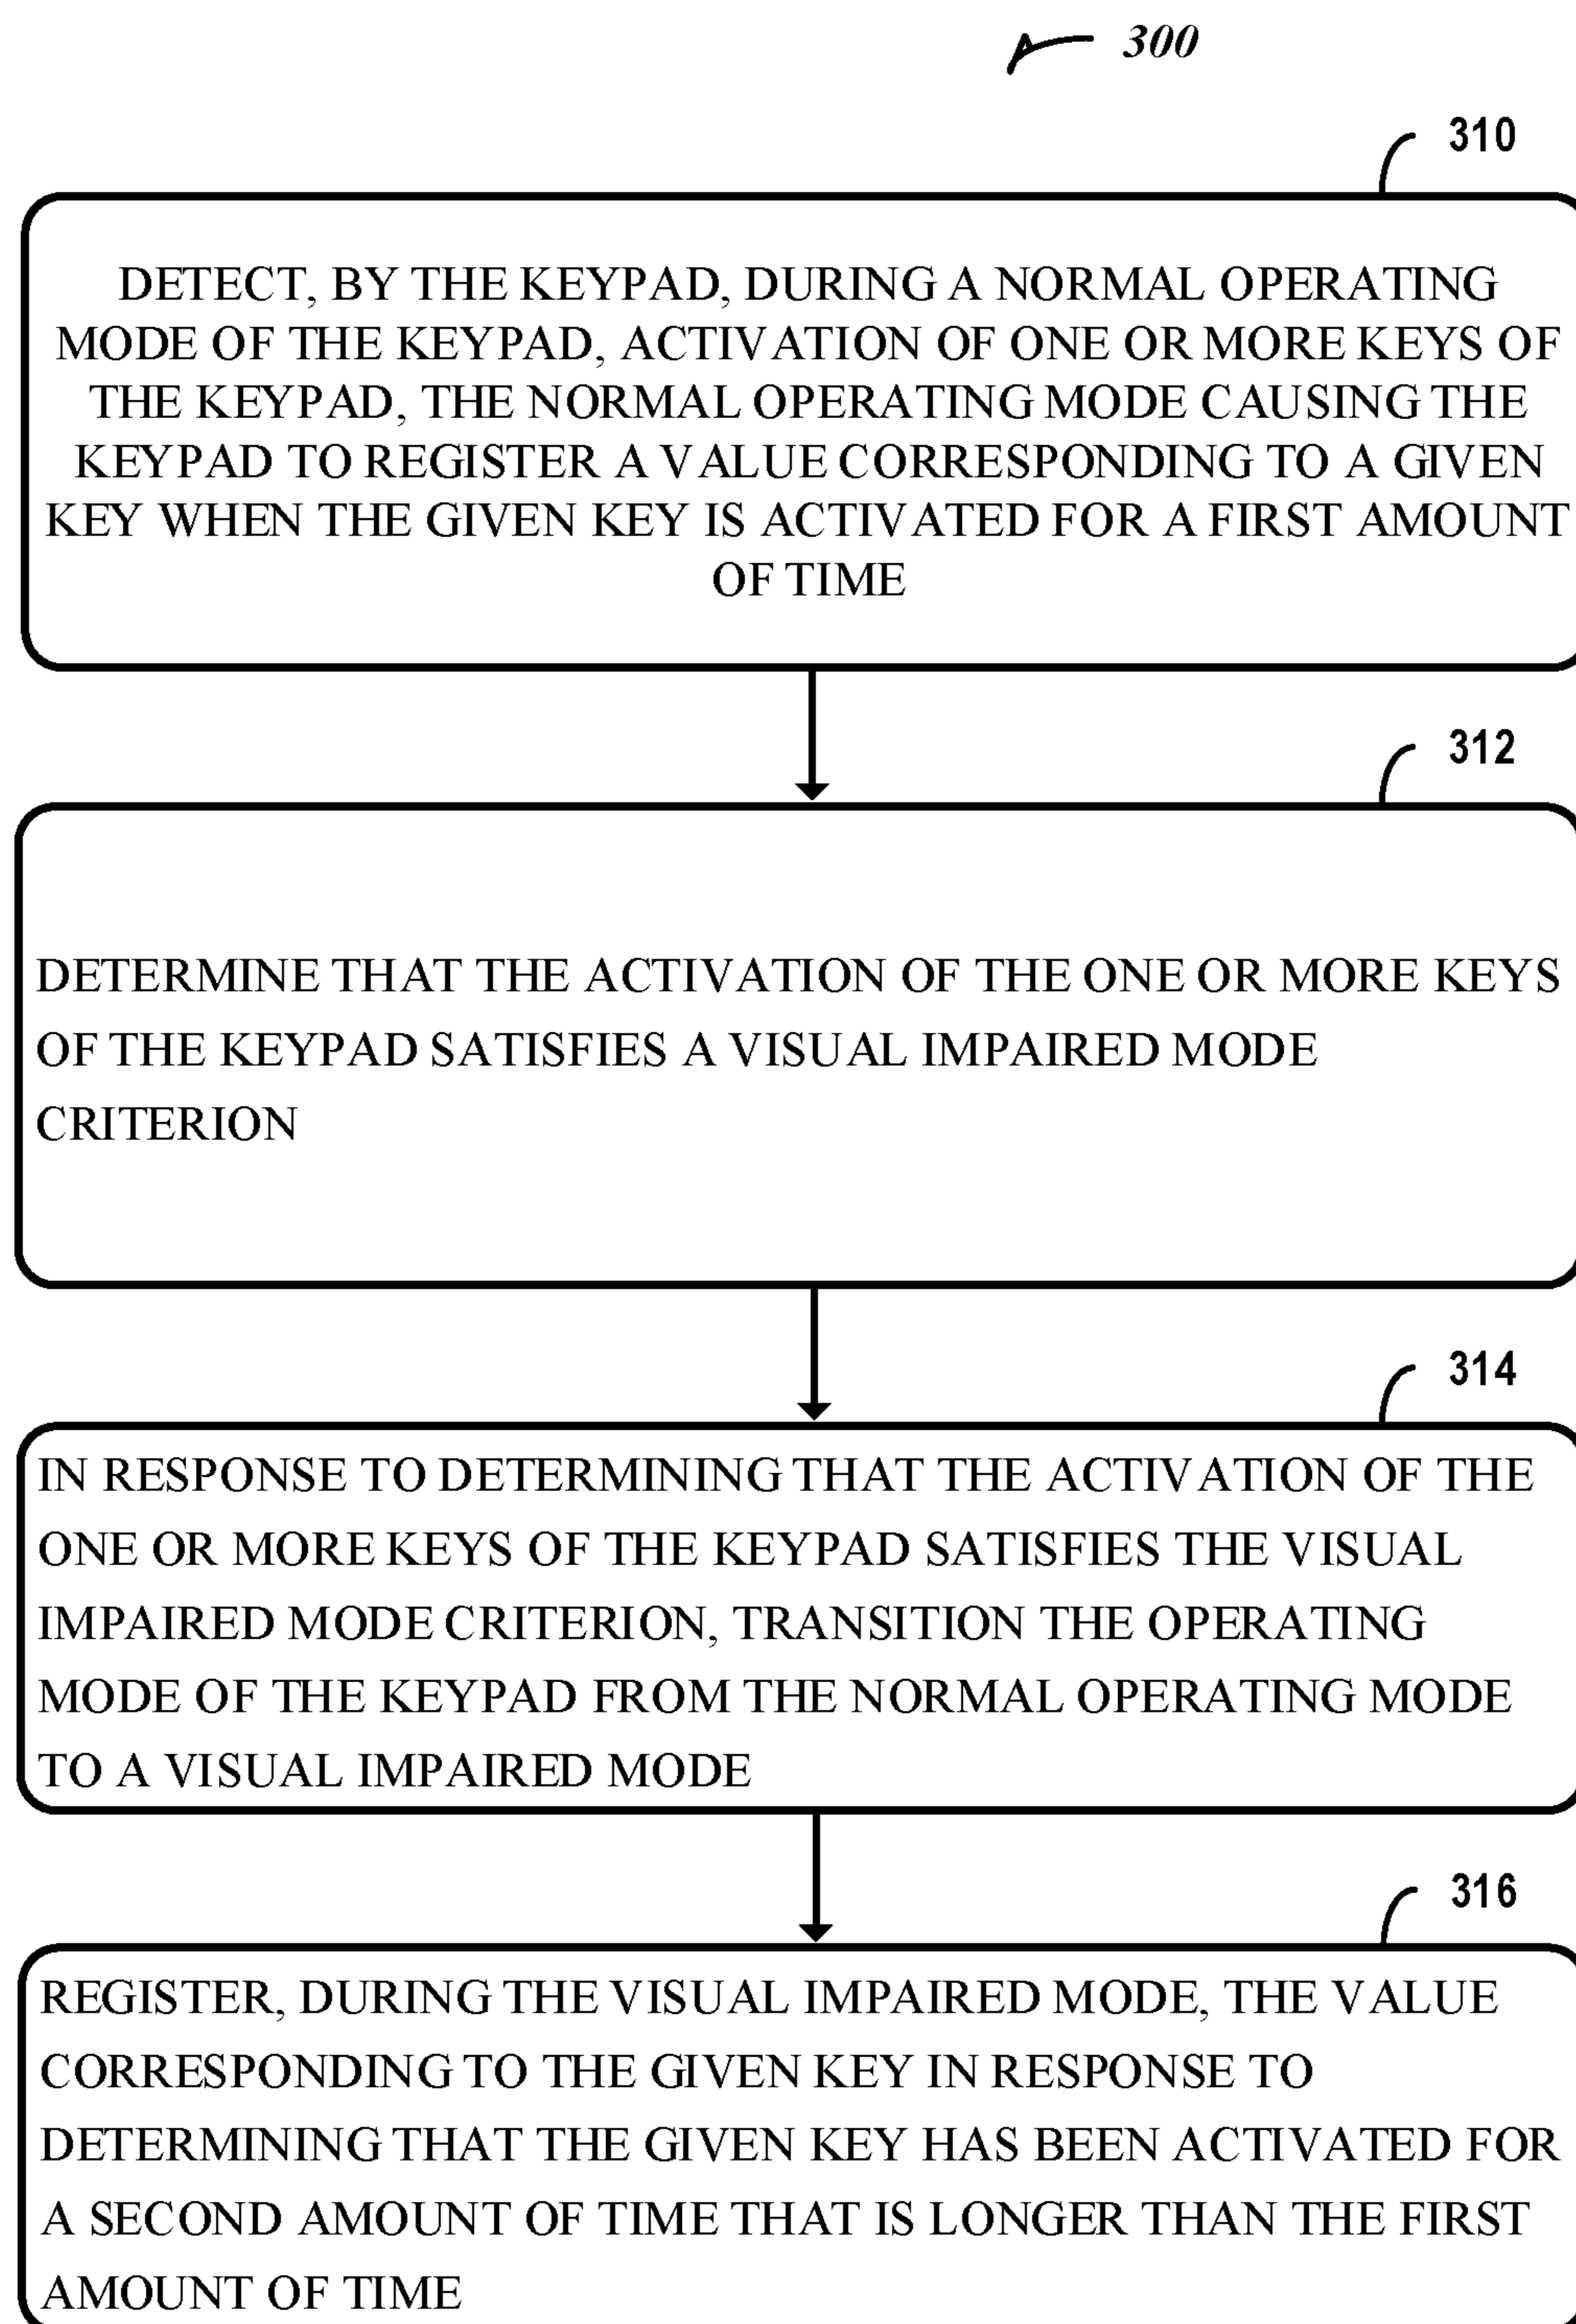 300
310
DETECT, BY THE KEYPAD, DURING A NORMAL OPERATING
MODE OF THE KEYPAD, ACTIVATION OF ONE OR MORE KEYS OF
THE KEYPAD, THE NORMAL OPERATING MODE CAUSING THE
KEYPAD TO REGISTER A VALUE CORRESPONDING TO A GIVEN
KEY WHEN THE GIVEN KEY IS ACTIVATED FOR A FIRST AMOUNT
OF TIME
312
DETERMINE THAT THE ACTIVATION OF THE ONE OR MORE KEYS
OF THE KEYPAD SATISFIES A VISUAL IMPAIRED MODE
CRITERION
314
IN RESPONSE TO DETERMINING THAT THE ACTIVATION OF THE
ONE OR MORE KEYS OF THE KEYPAD SATISFIES THE VISUAL
IMPAIRED MODE CRITERION, TRANSITION THE OPERATING
MODE OF THE KEYPAD FROM THE NORMAL OPERATING MODE
TO A VISUAL IMPAIRED MODE
316
REGISTER, DURING THE VISUAL IMPAIRED MODE, THE VALUE
CORRESPONDING TO THE GIVEN KEY IN RESPONSE TO
DETERMINING THAT THE GIVEN KEY HAS BEEN ACTIVATED FOR
A SECOND AMOUNT OF TIME THAT IS LONGER THAN THE FIRST
AMOUNT OF TIME